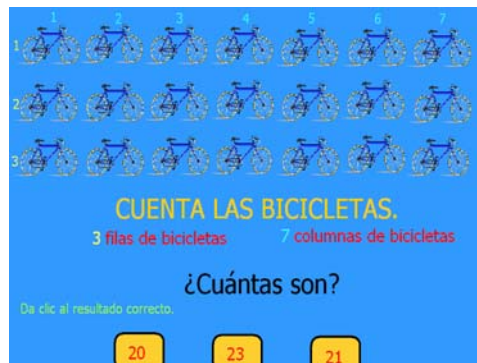 1 2 3 4 5 6 7
1
2
3
CUENTA LAS BICICLETAS.
3 filas de bicicletas 7 columnas de bicicletas
¿Cuántas son?
Da clic al resultado correcto.
20 23 21